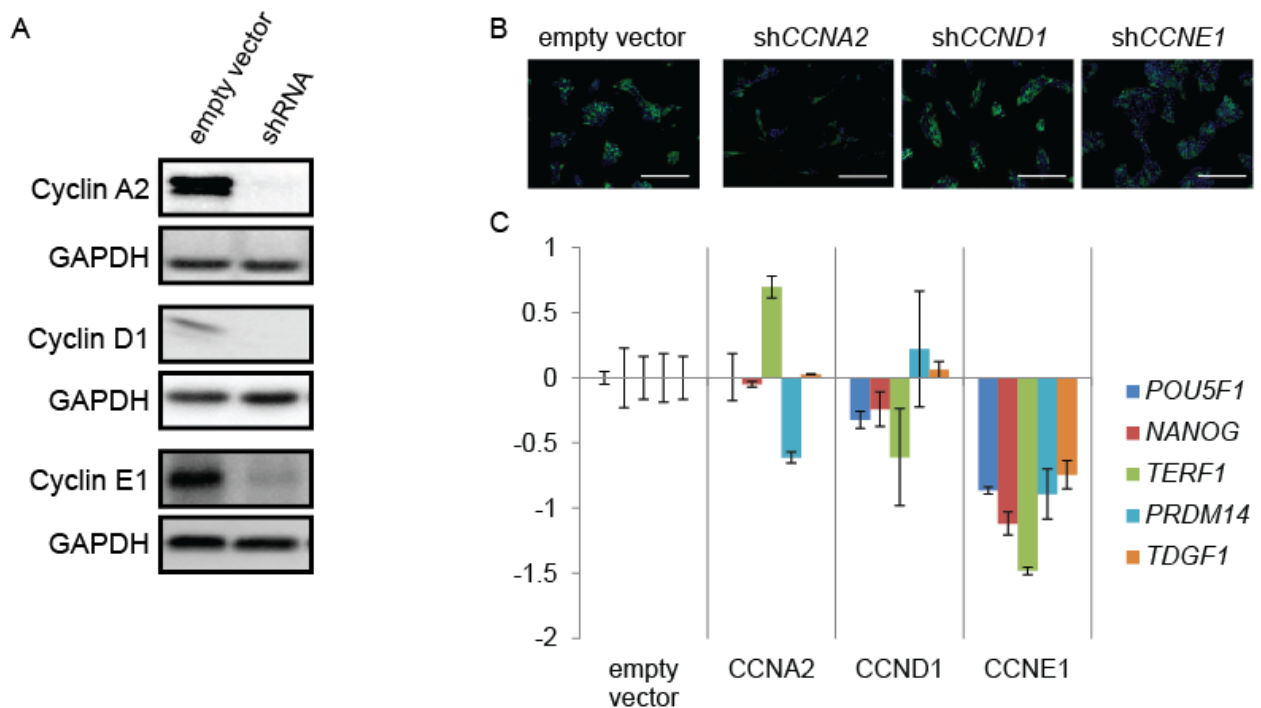 A
empty vector
shRNA
Cyclin A2
GAPDH
Cyclin D1
GAPDH
Cyclin E1
GAPDH
B
empty vector
shCCNA2
shCCND1
shCCNE1
C
1
0.5
0
-0.5
-1
-1.5
-2
empty
vector
CCNA2
CCND1
CCNE1
POU5F1
NANOG
TERF1
PRDM14
TDGF1